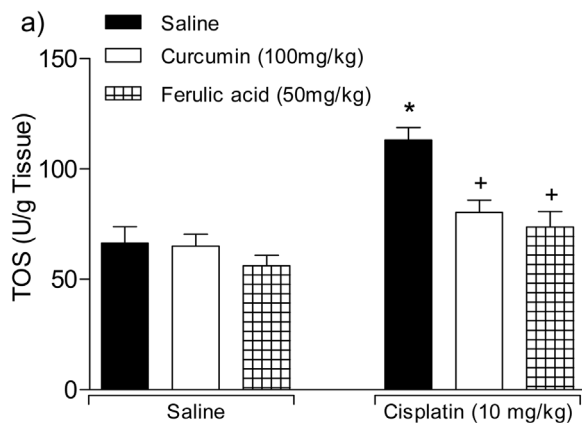 a)
Saline
Curcumin (100mg/kg)
Ferulic acid (50mg/kg)
TOS (U/g Tissue)
150
100
50
0
*
+
+
Saline
Cisplatin (10 mg/kg)